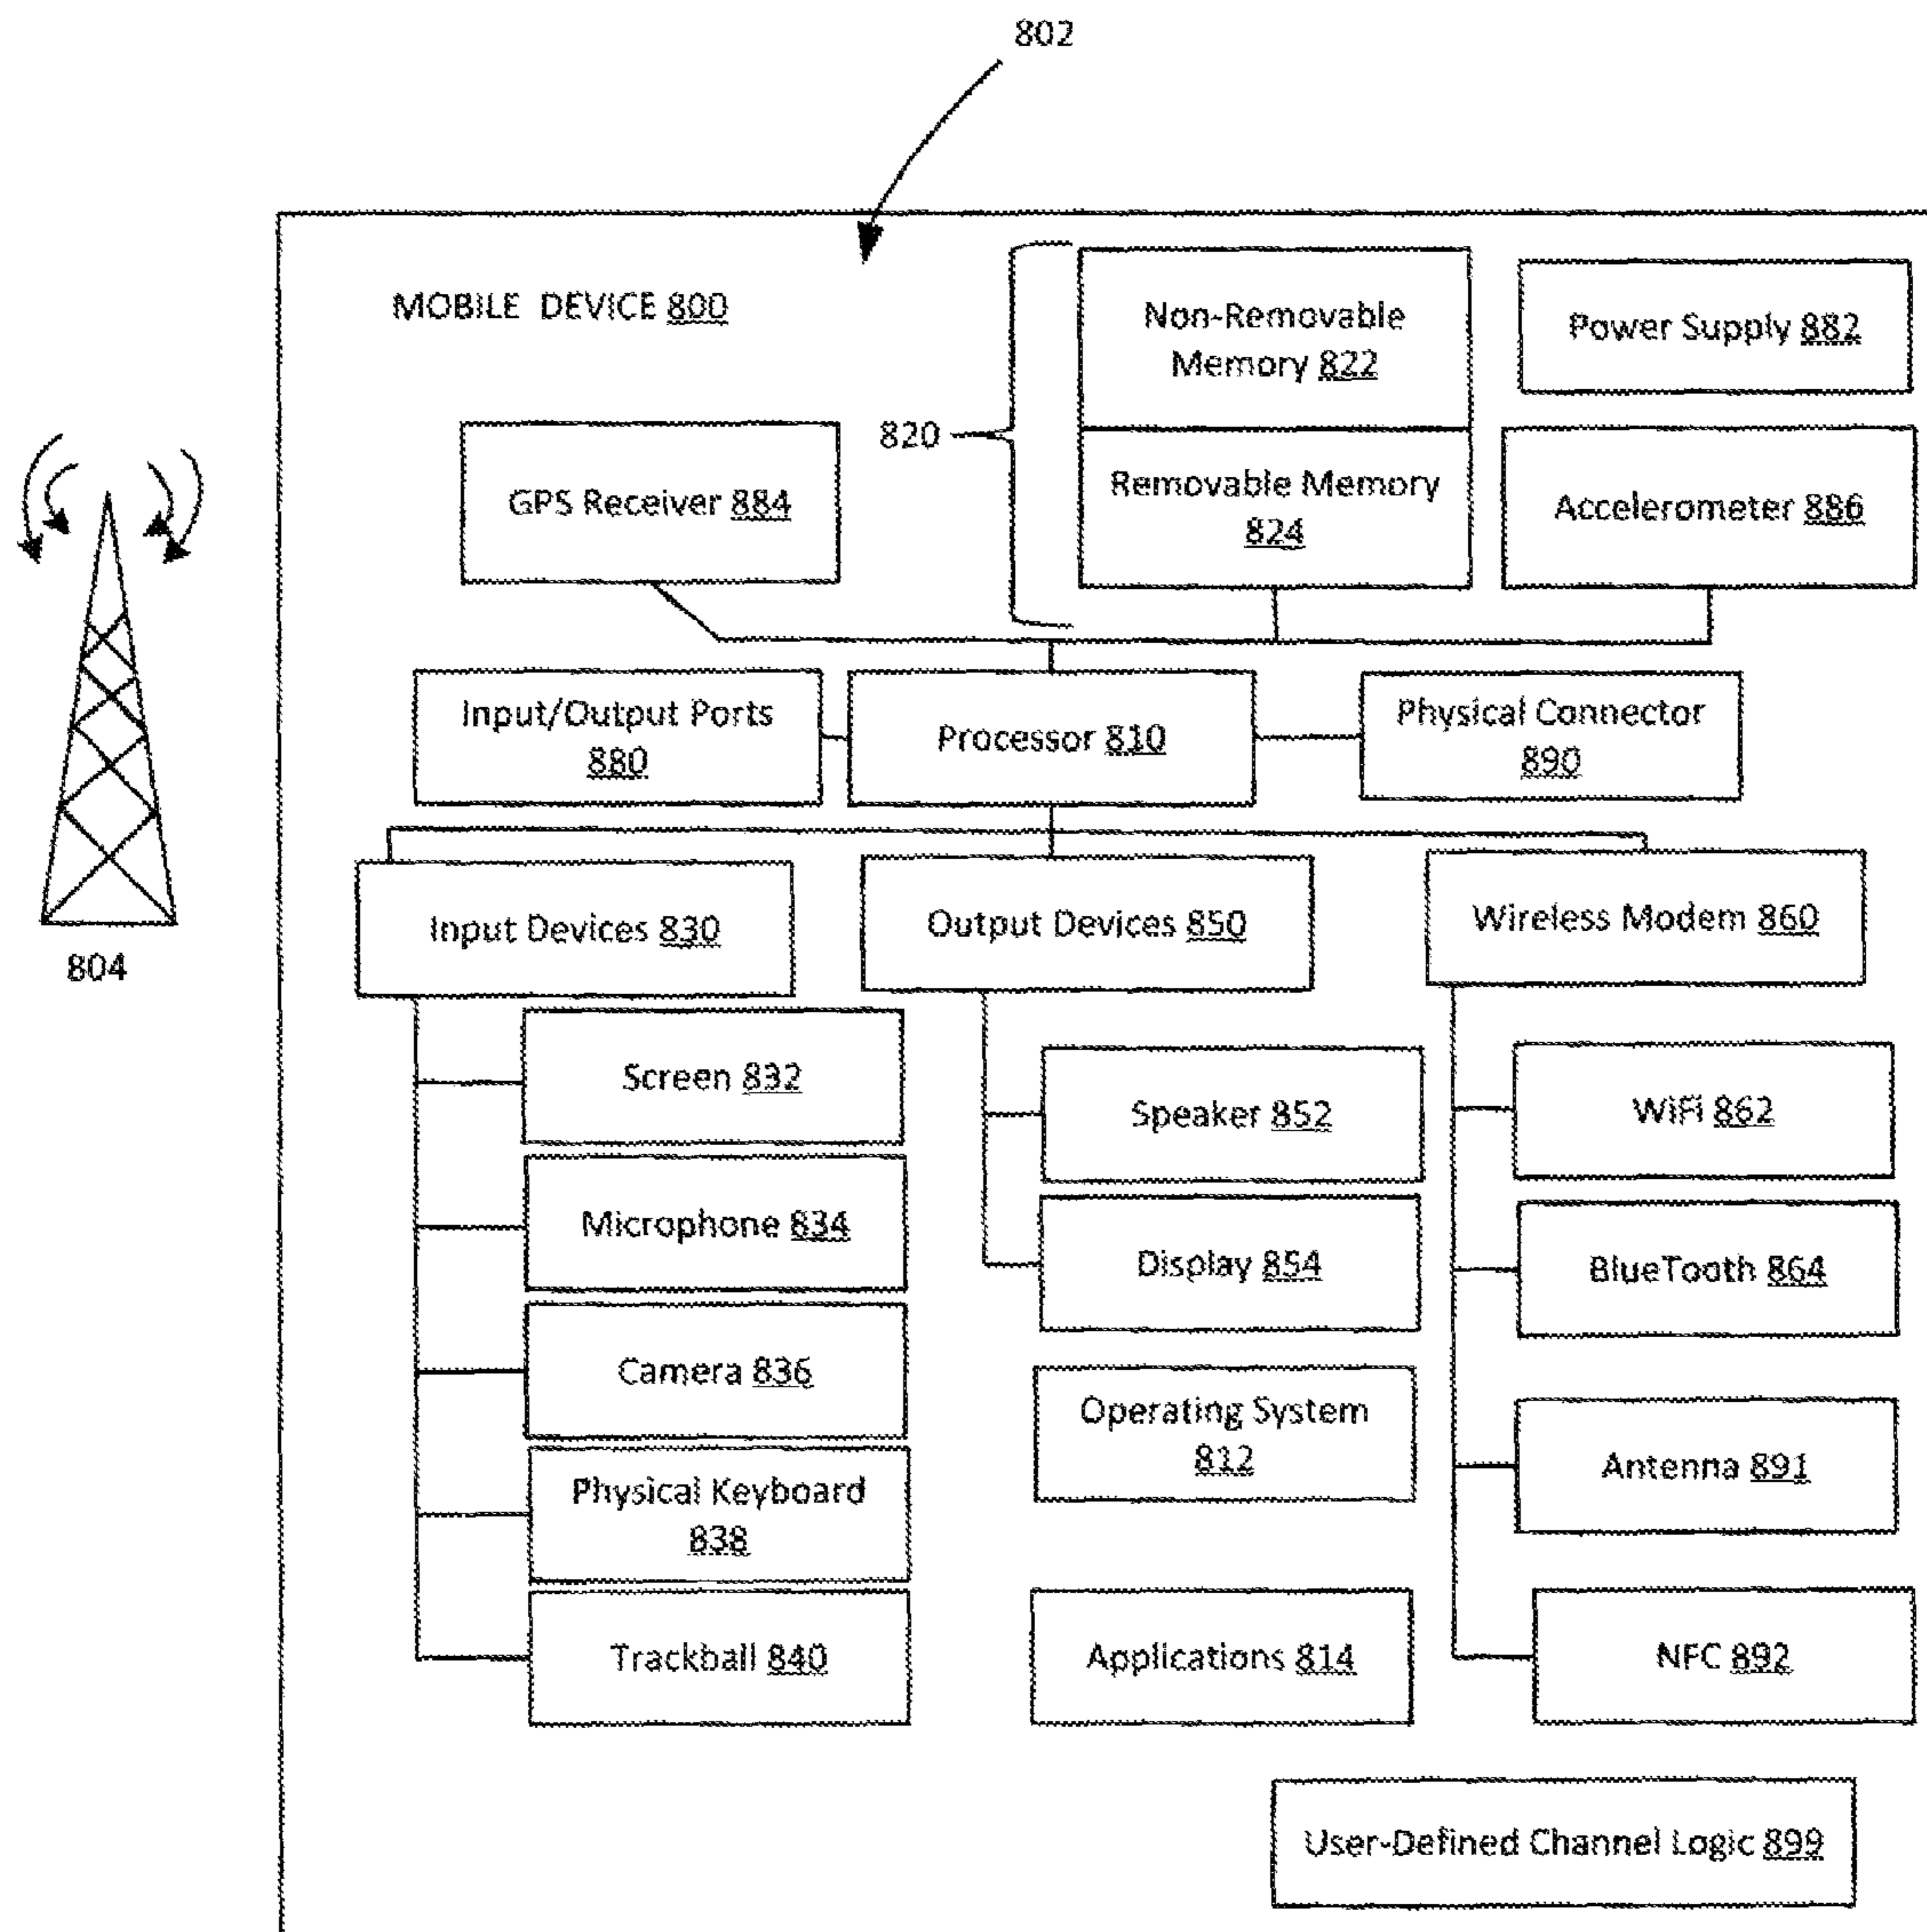 802
MOBILE DEVICE 800
Non-Removable
Memory 822
Power Supply 882
820
GPS Receiver 884
Removable Memory
824
Accelerometer 886
Input/Output Ports
880
Processor 810
Physical Connector
890
Input Devices 830
Output Devices 850
Wireless Modem 860
804
Screen 832
Speaker 852
WiFi 862
Microphone 834
Display 854
BlueTooth 864
Camera 836
Operating System
812
Antenna 891
Physical Keyboard
838
Trackball 840
Applications 814
NFC 892
User-Defined Channel Logic 899